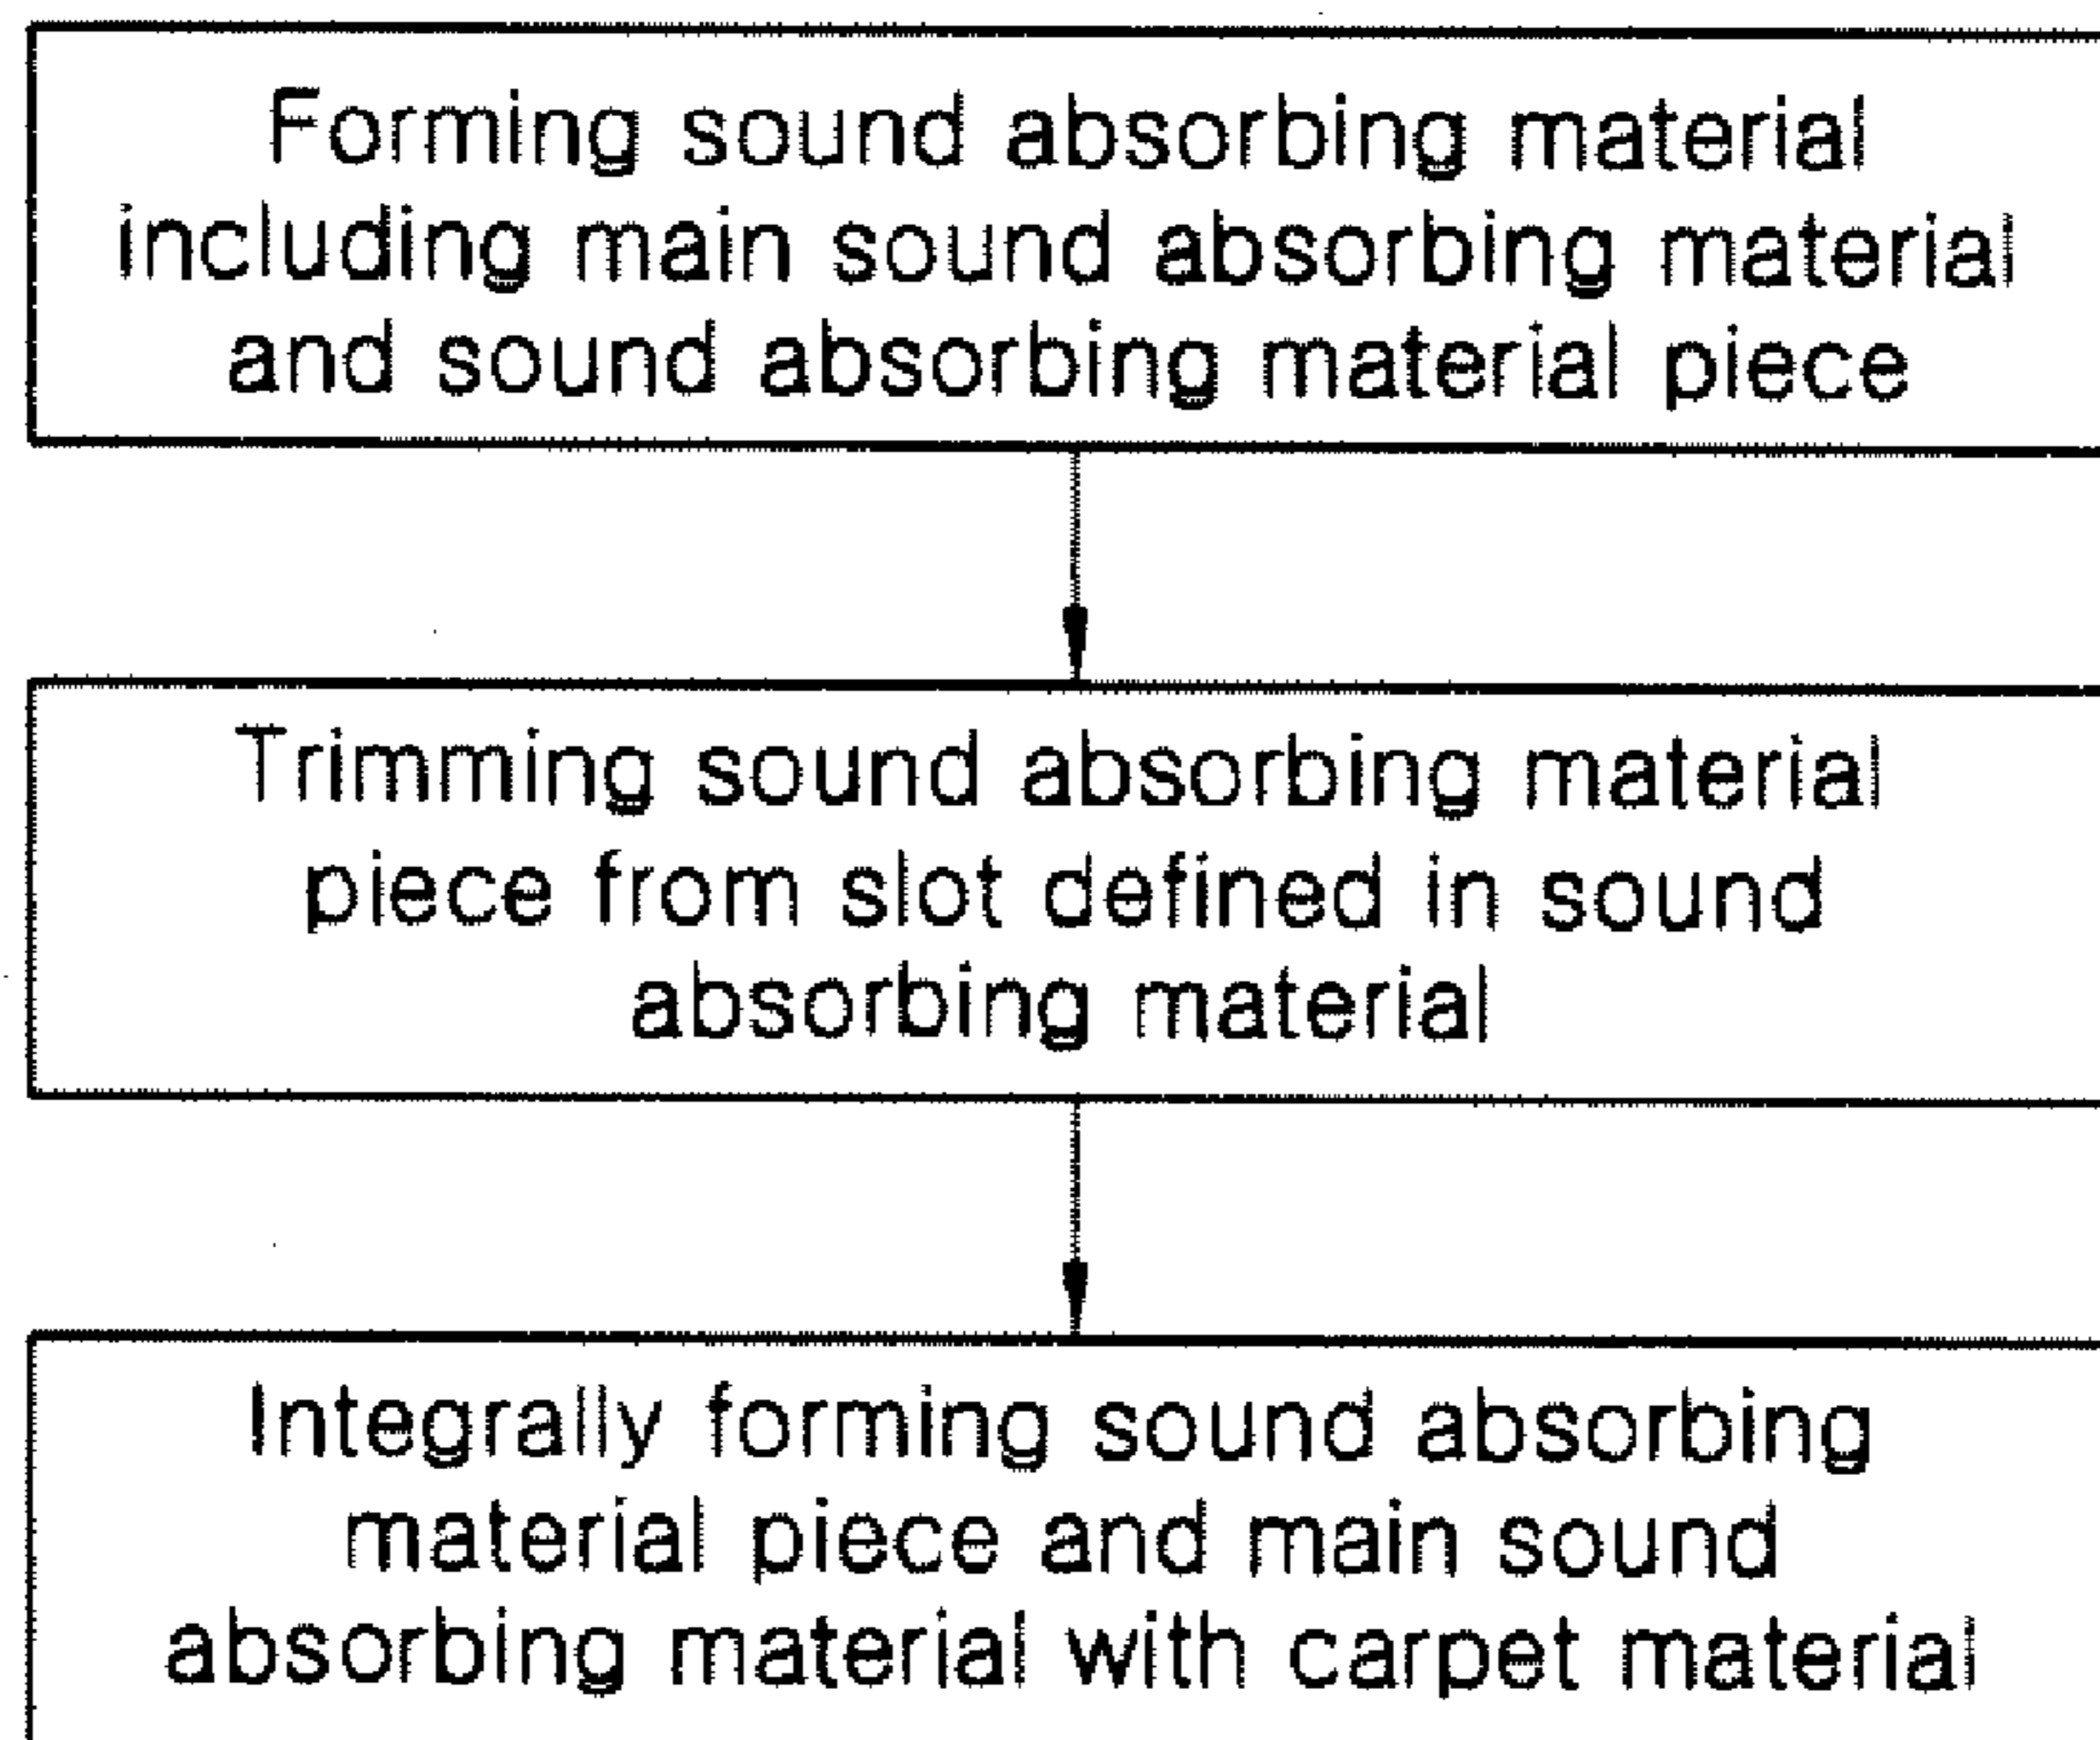 Forming sound absorbing material
including main sound absorbing material
and sound absorbing material piece
Trimming sound absorbing material
piece from slot defined in sound
absorbing material
Integrally forming sound absorbing
material piece and main sound
absorbing material with carpet material